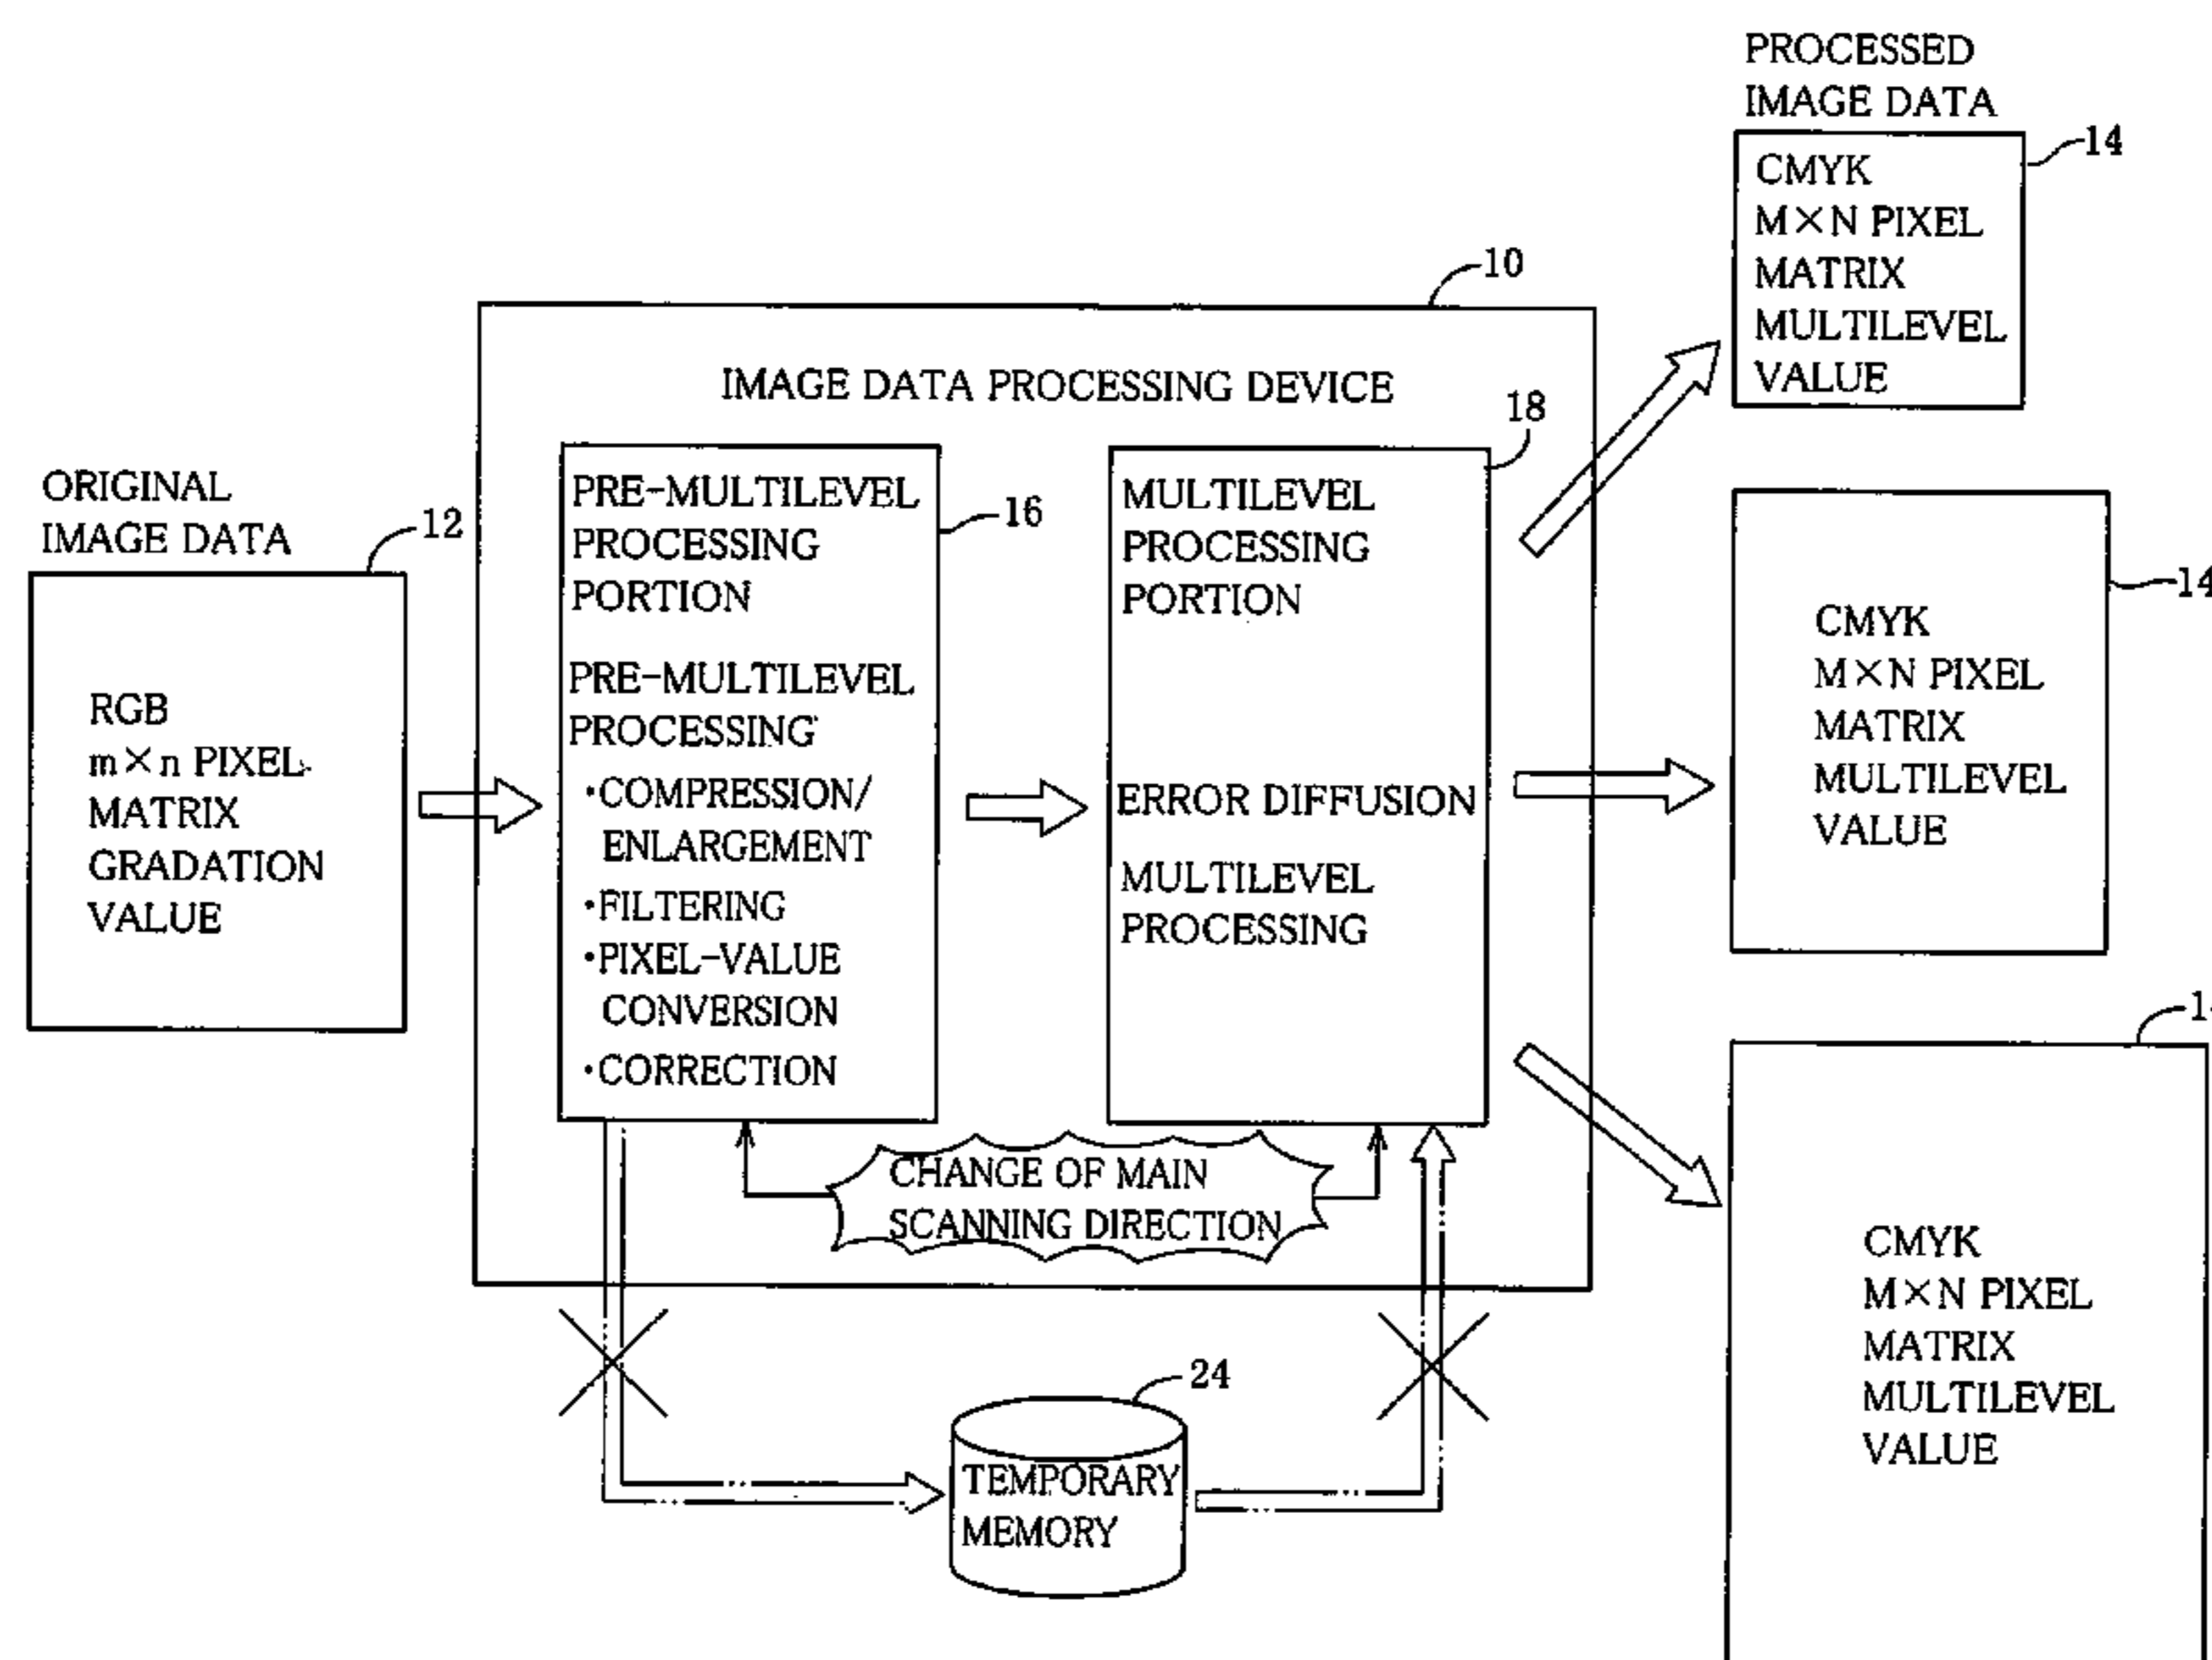 PROCESSED
IMAGE DATA
14
CMYK
M×N PIXEL
MATRIX
MULTILEVEL
VALUE
10
IMAGE DATA PROCESSING DEVICE
18
ORIGINAL
IMAGE DATA
12
RGB
m×n PIXEL
MATRIX
GRADATION
VALUE
PRE-MULTILEVEL
PROCESSING
PORTION
16
PRE-MULTILEVEL
PROCESSING
・COMPRESSION/
ENLARGEMENT
・FILTERING
・PIXEL-VALUE
CONVERSION
・CORRECTION
MULTILEVEL
PROCESSING
PORTION
ERROR DIFFUSION
MULTILEVEL
PROCESSING
14
CMYK
M×N PIXEL
MATRIX
MULTILEVEL
VALUE
CHANGE OF MAIN
SCANNING DIRECTION
24
TEMPORARY
MEMORY
CMYK
M×N PIXEL
MATRIX
MULTILEVEL
VALUE